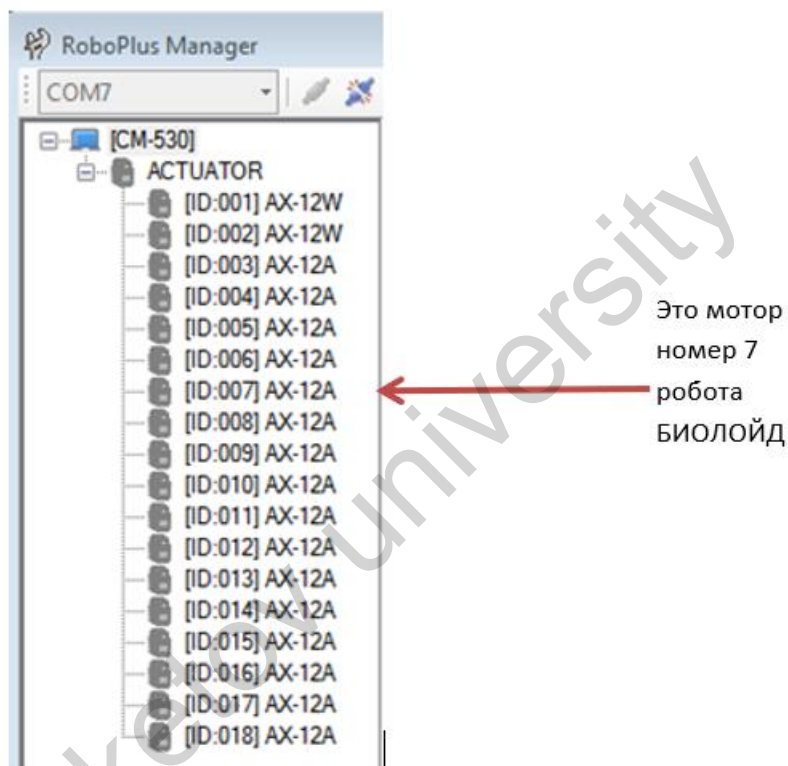 RoboPlus Manager
COM7
[CM-530]
ACTUATOR
[ID:001] AX-12W
[ID:002] AX-12W
[ID:003] AX-12A
[ID:004] AX-12A
[ID:005] AX-12A
[ID:006] AX-12A
[ID:007] AX-12A
[ID:008] AX-12A
[ID:009] AX-12A
[ID:010] AX-12A
[ID:011] AX-12A
[ID:012] AX-12A
[ID:013] AX-12A
[ID:014] AX-12A
[ID:015] AX-12A
[ID:016] AX-12A
[ID:017] AX-12A
[ID:018] AX-12A
Это мотор
номер 7
робота
БИОЛОЙД
ketov university